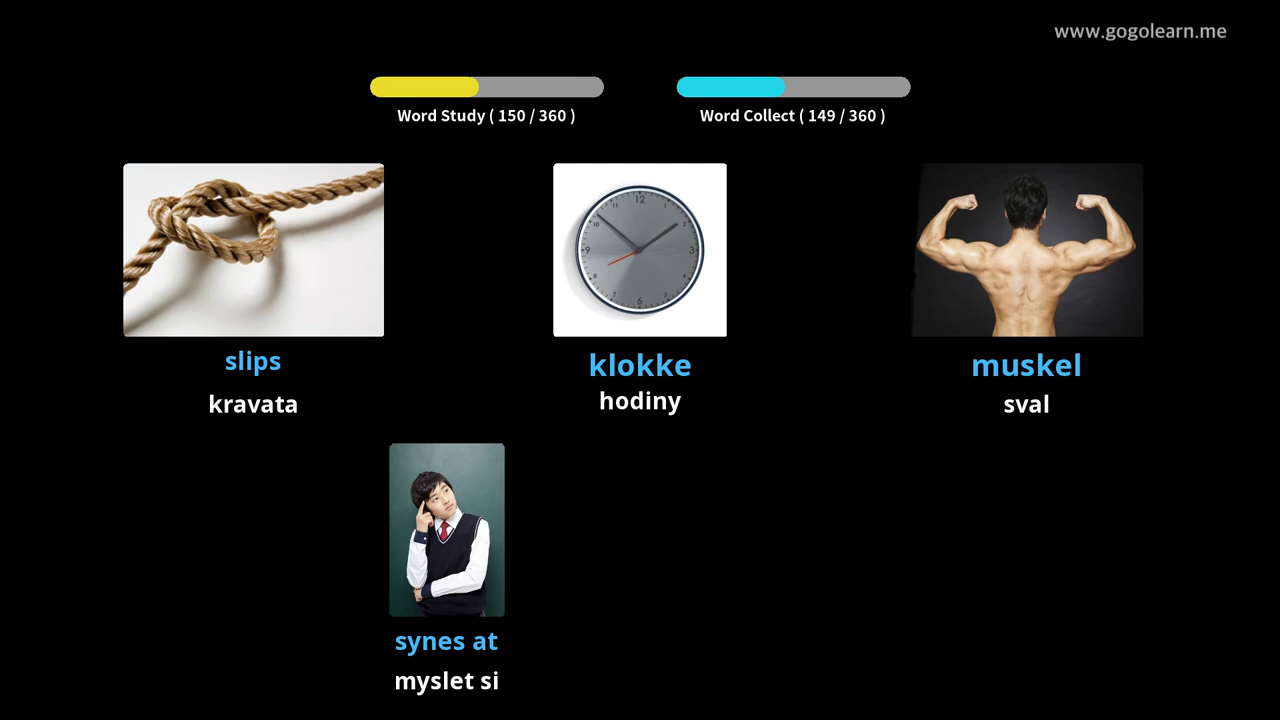 www.gogolearn.me
Word Study ( 150 / 360 )
Word Collect ( 149 / 360 )
slips
klokke
muskel
kravata
hodiny
sval
synes at
myslet si